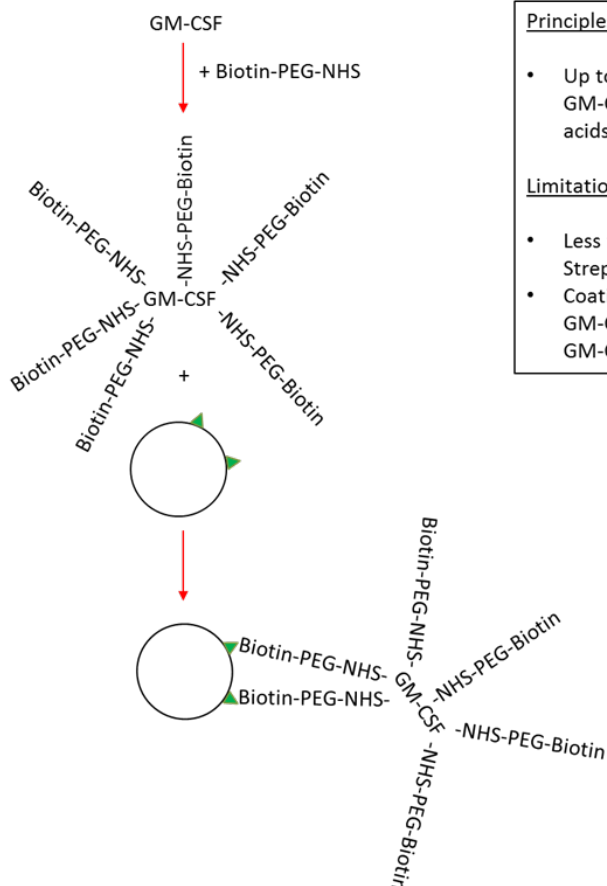 GM-CSF
+ Biotin-PEG-NHS
Biotin-PEG-NHS-
-NHS-PEG-Biotin
-NHS-PEG-Biotin
Biotin-PEG-NHS-
GM-CSF
Biotin-PEG-NHS-
-NHS-PEG-Biotin
+
Biotin-PEG-NHS-
-NHS-PEG-Biotin
Biotin-PEG-NHS-
Biotin-PEG-NHS-
GM-CSF
-NHS-PEG-Biotin
-NHS-PEG-Biotin
Principle
• Up to
GM-C
acids
Limitatio
• Less
Strep
• Coati
GM-C
GM-C